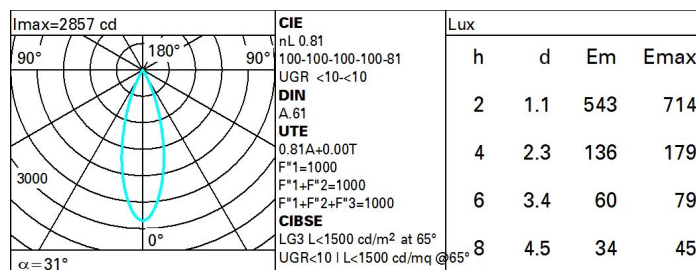 Imax=2857 cd
90° 180° 90°
3000
0°
α=31°
CIE
nL 0.81
100-100-100-100-81
UGR <10-<10
DIN
A.61
UTE
0.81A+0.00T
F"1=1000
F"1+F"2=1000
F"1+F"2+F"3=1000
CIBSE
LG3 L<1500 cd/m² at 65°
UGR<10 | L<1500 cd/mq @65°
Lux
h d Em Emax
2 1.1 543 714
4 2.3 136 179
6 3.4 60 79
8 4.5 34 45